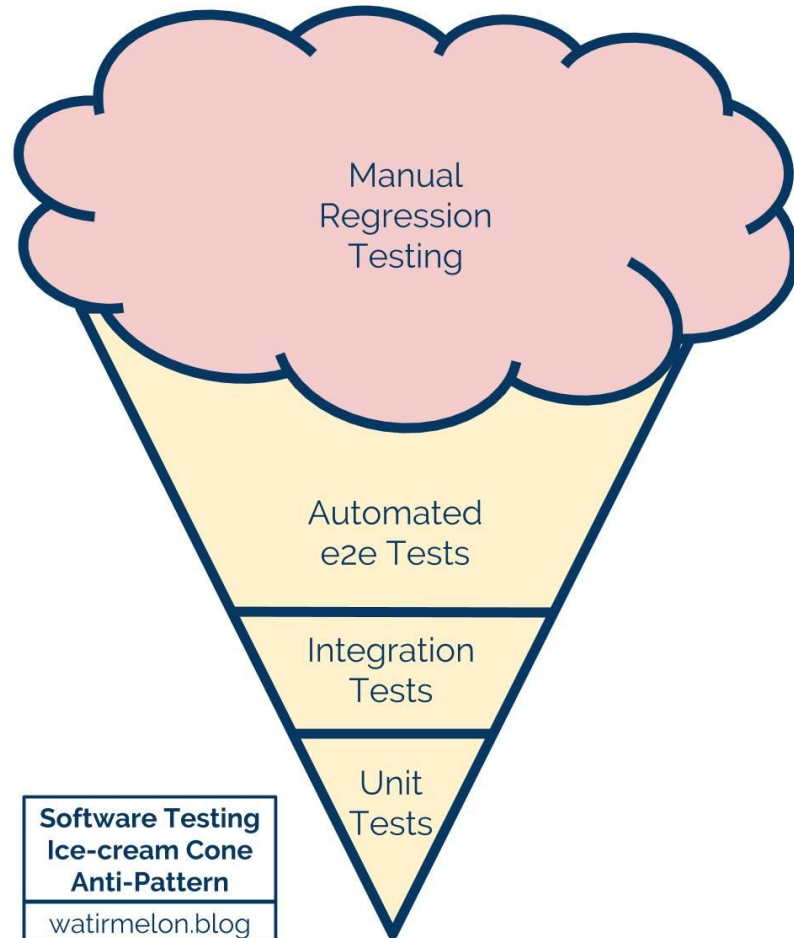 Manual
Regression
Testing
Automated
e2e Tests
Integration
Tests
Unit
Tests
Software Testing
Ice-cream Cone
Anti-Pattern
watirmelon.blog